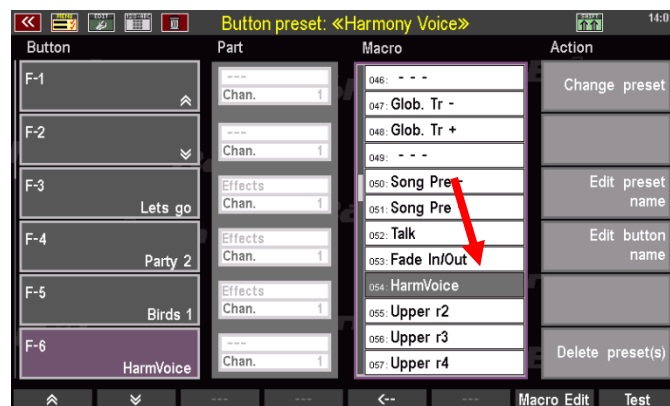 Button preset: «Harmony Voice»
14:0
Button
Part
Macro
Action
F-1
---
Chan. 1
F-2
---
Chan. 1
F-3
Lets go
Effects
Chan. 1
F-4
Party 2
Effects
Chan. 1
F-5
Birds 1
Effects
Chan. 1
F-6
HarmVoice
---
Chan. 1
046: - - -
047: Glob. Tr -
048: Glob. Tr +
049: - - -
050: Song Pre -
051: Song Pre
052: Talk
053: Fade In/Out
054: HarmVoice
055: Upper r2
056: Upper r3
057: Upper r4
Change preset
Edit preset
name
Edit button
name
Delete preset(s)
--- --- <-- --- Macro Edit Test